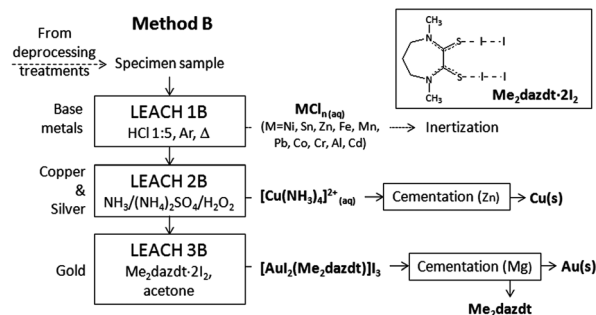 Method B
From
deprocessing
treatments
Specimen sample
CH₃
N
S I I
S I I
N
CH₃
Me₂dazdt·2I₂
Base
metals
LEACH 1B
HCl 1:5, Ar, Δ
MClₙ(aq)
(M=Ni, Sn, Zn, Fe, Mn,
Pb, Co, Cr, Al, Cd)
Inertization
Copper
&
Silver
LEACH 2B
NH₃/(NH₄)₂SO₄/H₂O₂
[Cu(NH₃)₄]²⁺(aq)
Cementation (Zn)
Cu(s)
Gold
LEACH 3B
Me₂dazdt·2I₂,
acetone
[AuI₂(Me₂dazdt)]I₃
Cementation (Mg)
Au(s)
Me₂dazdt